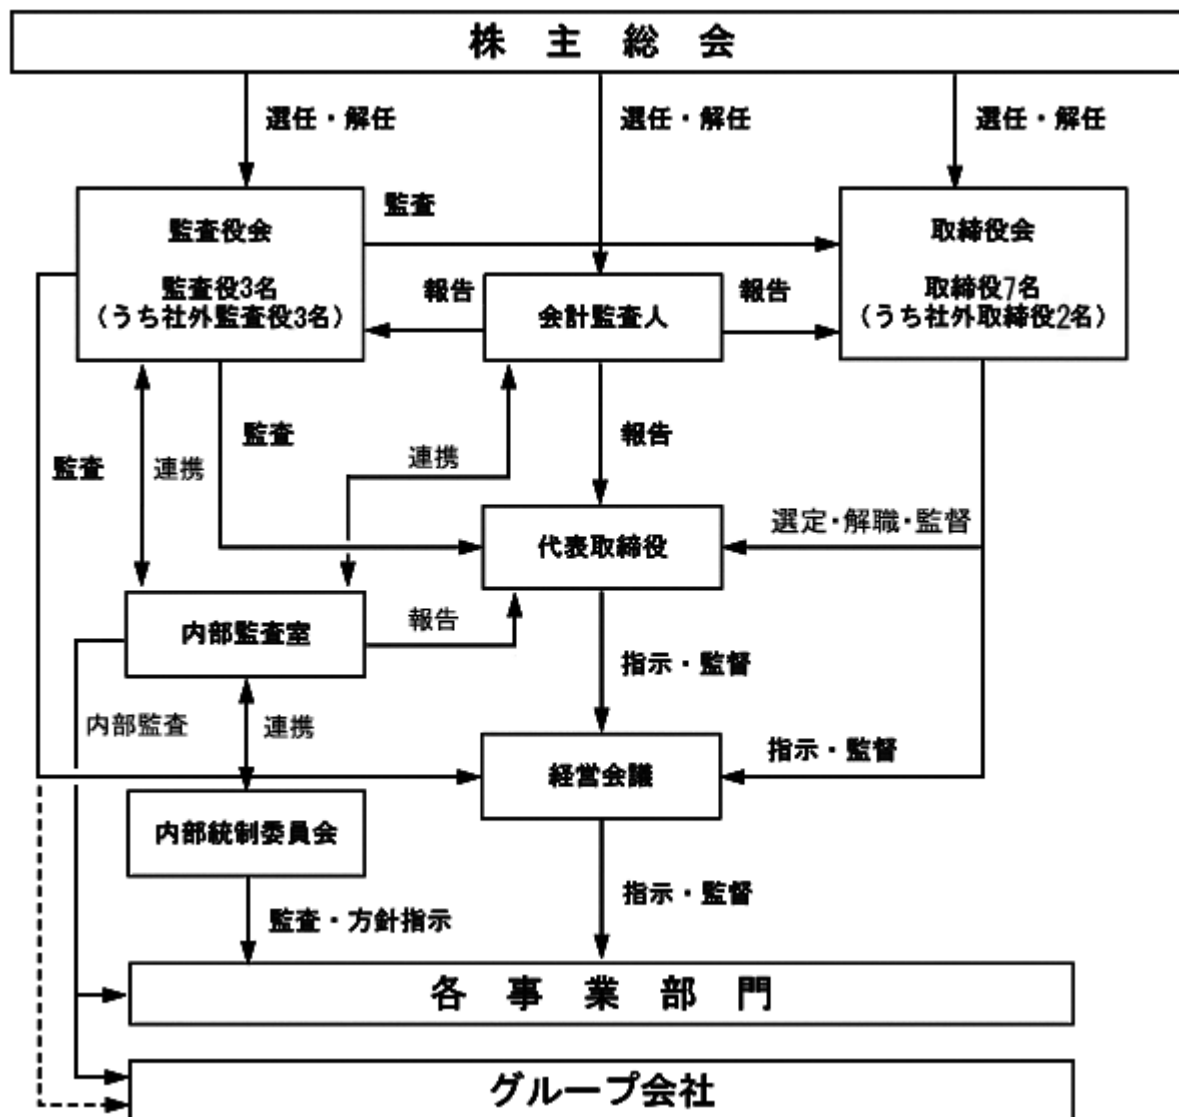 株主総会
選任・解任
選任・解任
選任・解任
監査役会
監査役3名
（うち社外監査役3名）
監査
取締役会
取締役7名
（うち社外取締役2名）
報告
会計監査人
報告
監査
連携
監査
連携
報告
選定・解職・監督
代表取締役
内部監査室
報告
指示・監督
内部監査
連携
指示・監督
経営会議
内部統制委員会
指示・監督
監査・方針指示
各事業部門
グループ会社